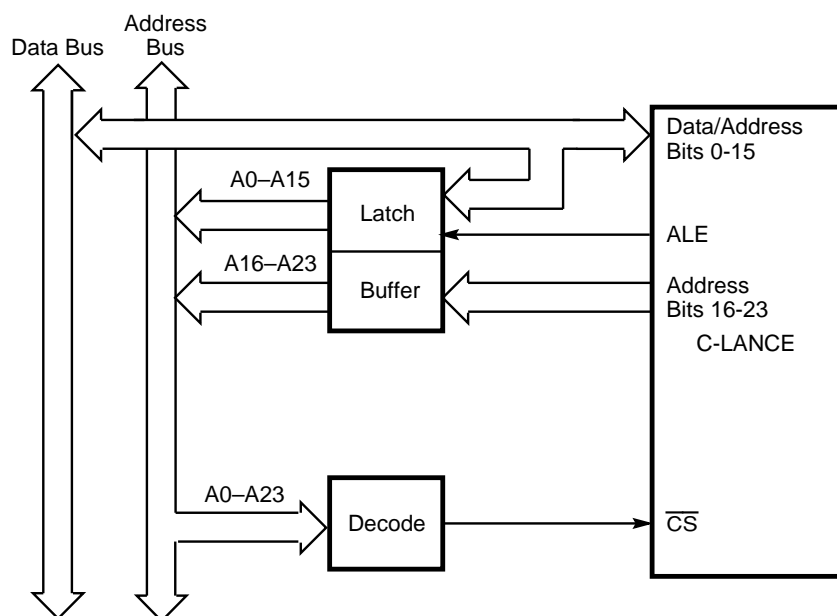 Address
Bus
Data Bus
Data/Address
Bits 0-15
A0–A15
Latch
ALE
A16–A23
Buffer
Address
Bits 16-23
C-LANCE
A0–A23
Decode
C̅S̅